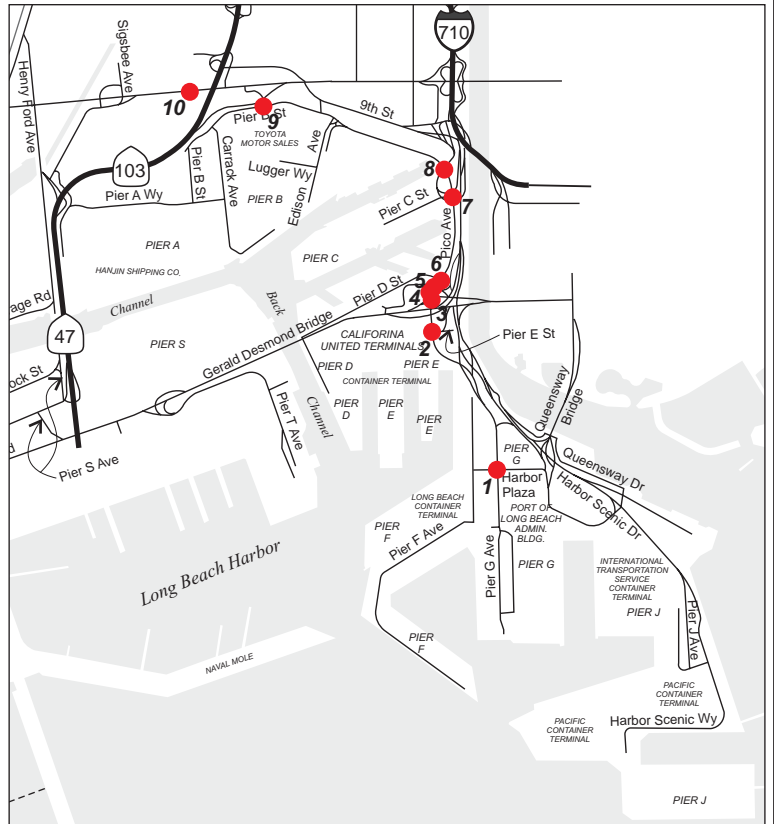 710
Sigsbee Ave
Henry Ford Ave
10
9
Pier B St
9th St
TOYOTA
MOTOR SALES
103
Pier B St
Carrack Ave
Lugger Wy
Edison Ave
8
Pier A Wy
PIER B
Pier C St
7
Pico Ave
PIER A
PIER C
HANJIN SHIPPING CO.
6
5
4
3
2
Pier D St
Channel
Back
Channel
age Rd
47
PIER S
Gerald Desmond Bridge
CALIFORINA
UNITED TERMINALS
Pier E St
PIER D
PIER E
CONTAINER TERMINAL
ock St
PIER
D
PIER
E
PIER
E
Pier T Ave
Queensway
Bridge
d
Pier S Ave
PIER
G
Queensway Dr
1
Harbor
Plaza
Harbor Scenic Dr
LONG BEACH
CONTAINER
TERMINAL
PORT OF
LONG BEACH
ADMIN.
BLDG.
PIER
F
Pier F Ave
Pier G Ave
PIER G
Long Beach Harbor
INTERNATIONAL
TRANSPORTATION
SERVICE
CONTAINER
TERMINAL
PIER J
Pier J Ave
PIER
F
NAVAL MOLE
PACIFIC
CONTAINER
TERMINAL
PACIFIC
CONTAINER
TERMINAL
Harbor Scenic Wy
PIER J